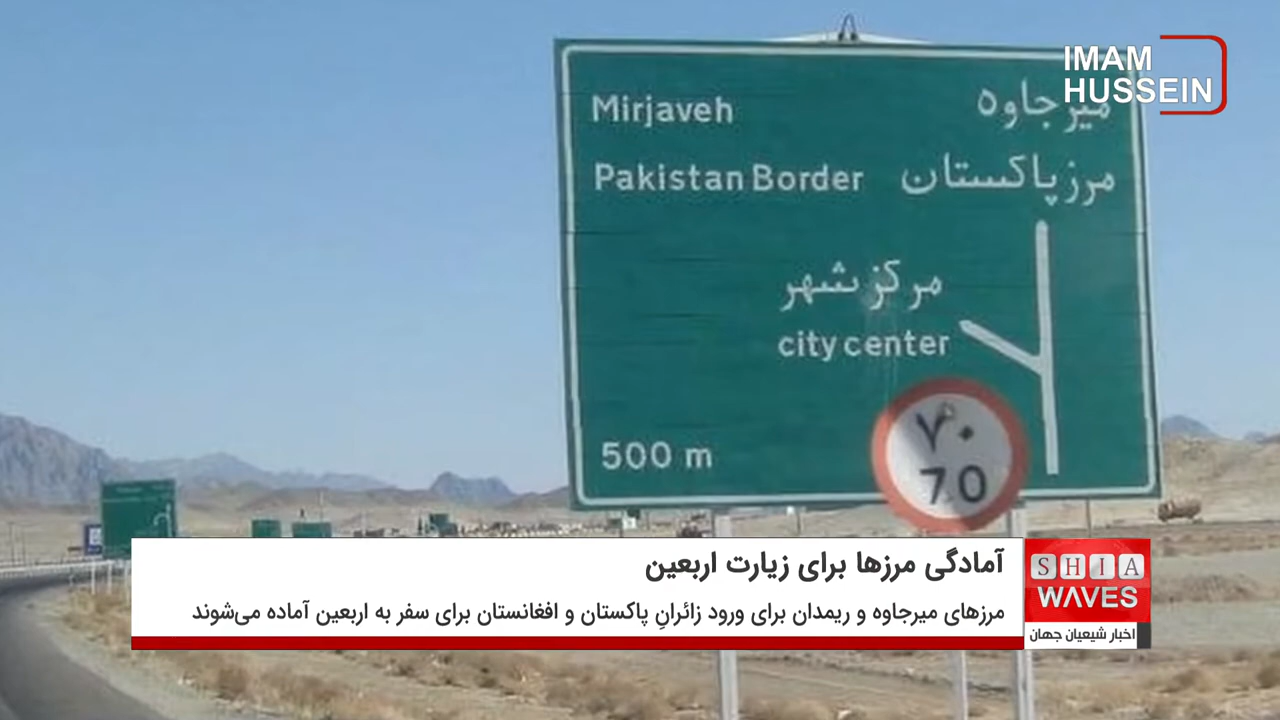 IMAM
HUSSEIN
Mirjaveh
میرجاوه
Pakistan Border
مرز پاکستان
مرکز شهر
city center
۷۰
70
500 m
آمادگی مرزها برای زیارت اربعین
مرزهای میرجاوه و ریمدان برای ورود زائرانِ پاکستان و افغانستان برای سفر به اربعین آماده می‌شوند
SHIA
WAVES
اخبار شیعیان جهان